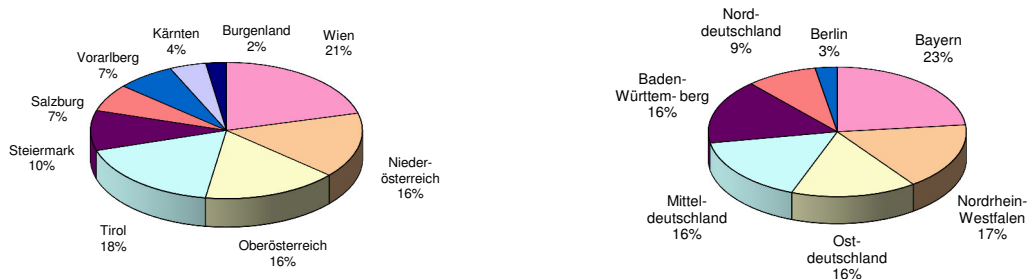 Burgenland
2%
Wien
21%
Nieder-
österreich
16%
Oberösterreich
16%
Tirol
18%
Steiermark
10%
Salzburg
7%
Vorarlberg
7%
Kärnten
4%
Berlin
3%
Bayern
23%
Nordrhein-
Westfalen
17%
Ost-
deutschland
16%
Mittel-
deutschland
16%
Baden-
Württem- berg
16%
Nord-
deutschland
9%